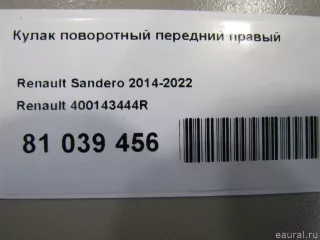 Кулак поворотный передний правый
Renault Sandero 2014-2022
Renault 400143444R
81 039 456
eaural.ru